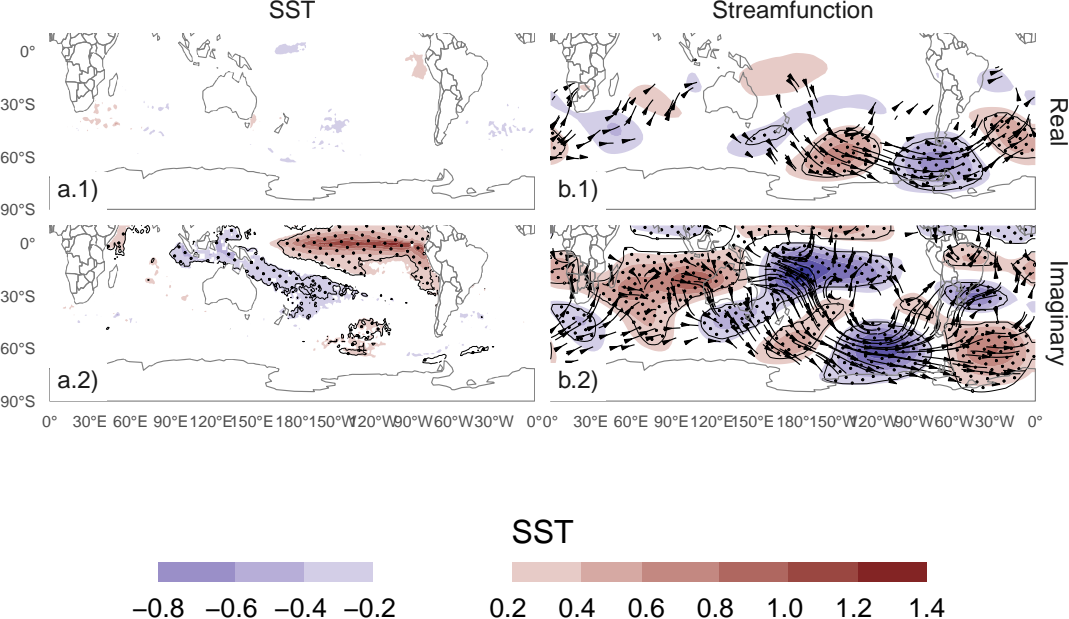 SST Streamfunction
0°
30°S
60°S
90°S
a.1) b.1) Real
0°
30°S
60°S
90°S
a.2) b.2) Imaginary
0° 30°E 60°E 90°E 120°E 150°E 180° 150°W 120°W 90°W 60°W 30°W 0° 0° 30°E 60°E 90°E 120°E 150°E 180° 150°W 120°W 90°W 60°W 30°W 0°
SST
−0.8 −0.6 −0.4 −0.2 0.2 0.4 0.6 0.8 1.0 1.2 1.4